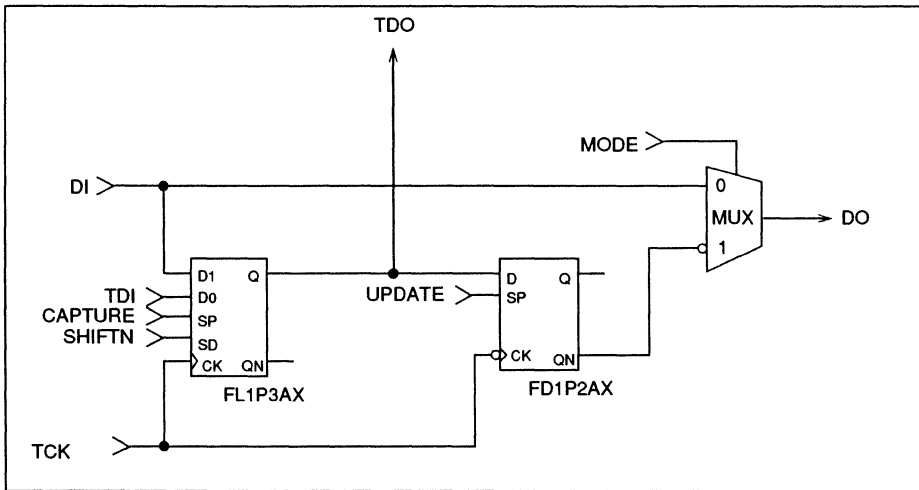 TDO
MODE
DI
0
MUX
DO
1
D1 Q
TDI D0
CAPTURE SP
SHIFTN SD
CK QN
FL1P3AX
D Q
UPDATE SP
CK QN
FD1P2AX
TCK